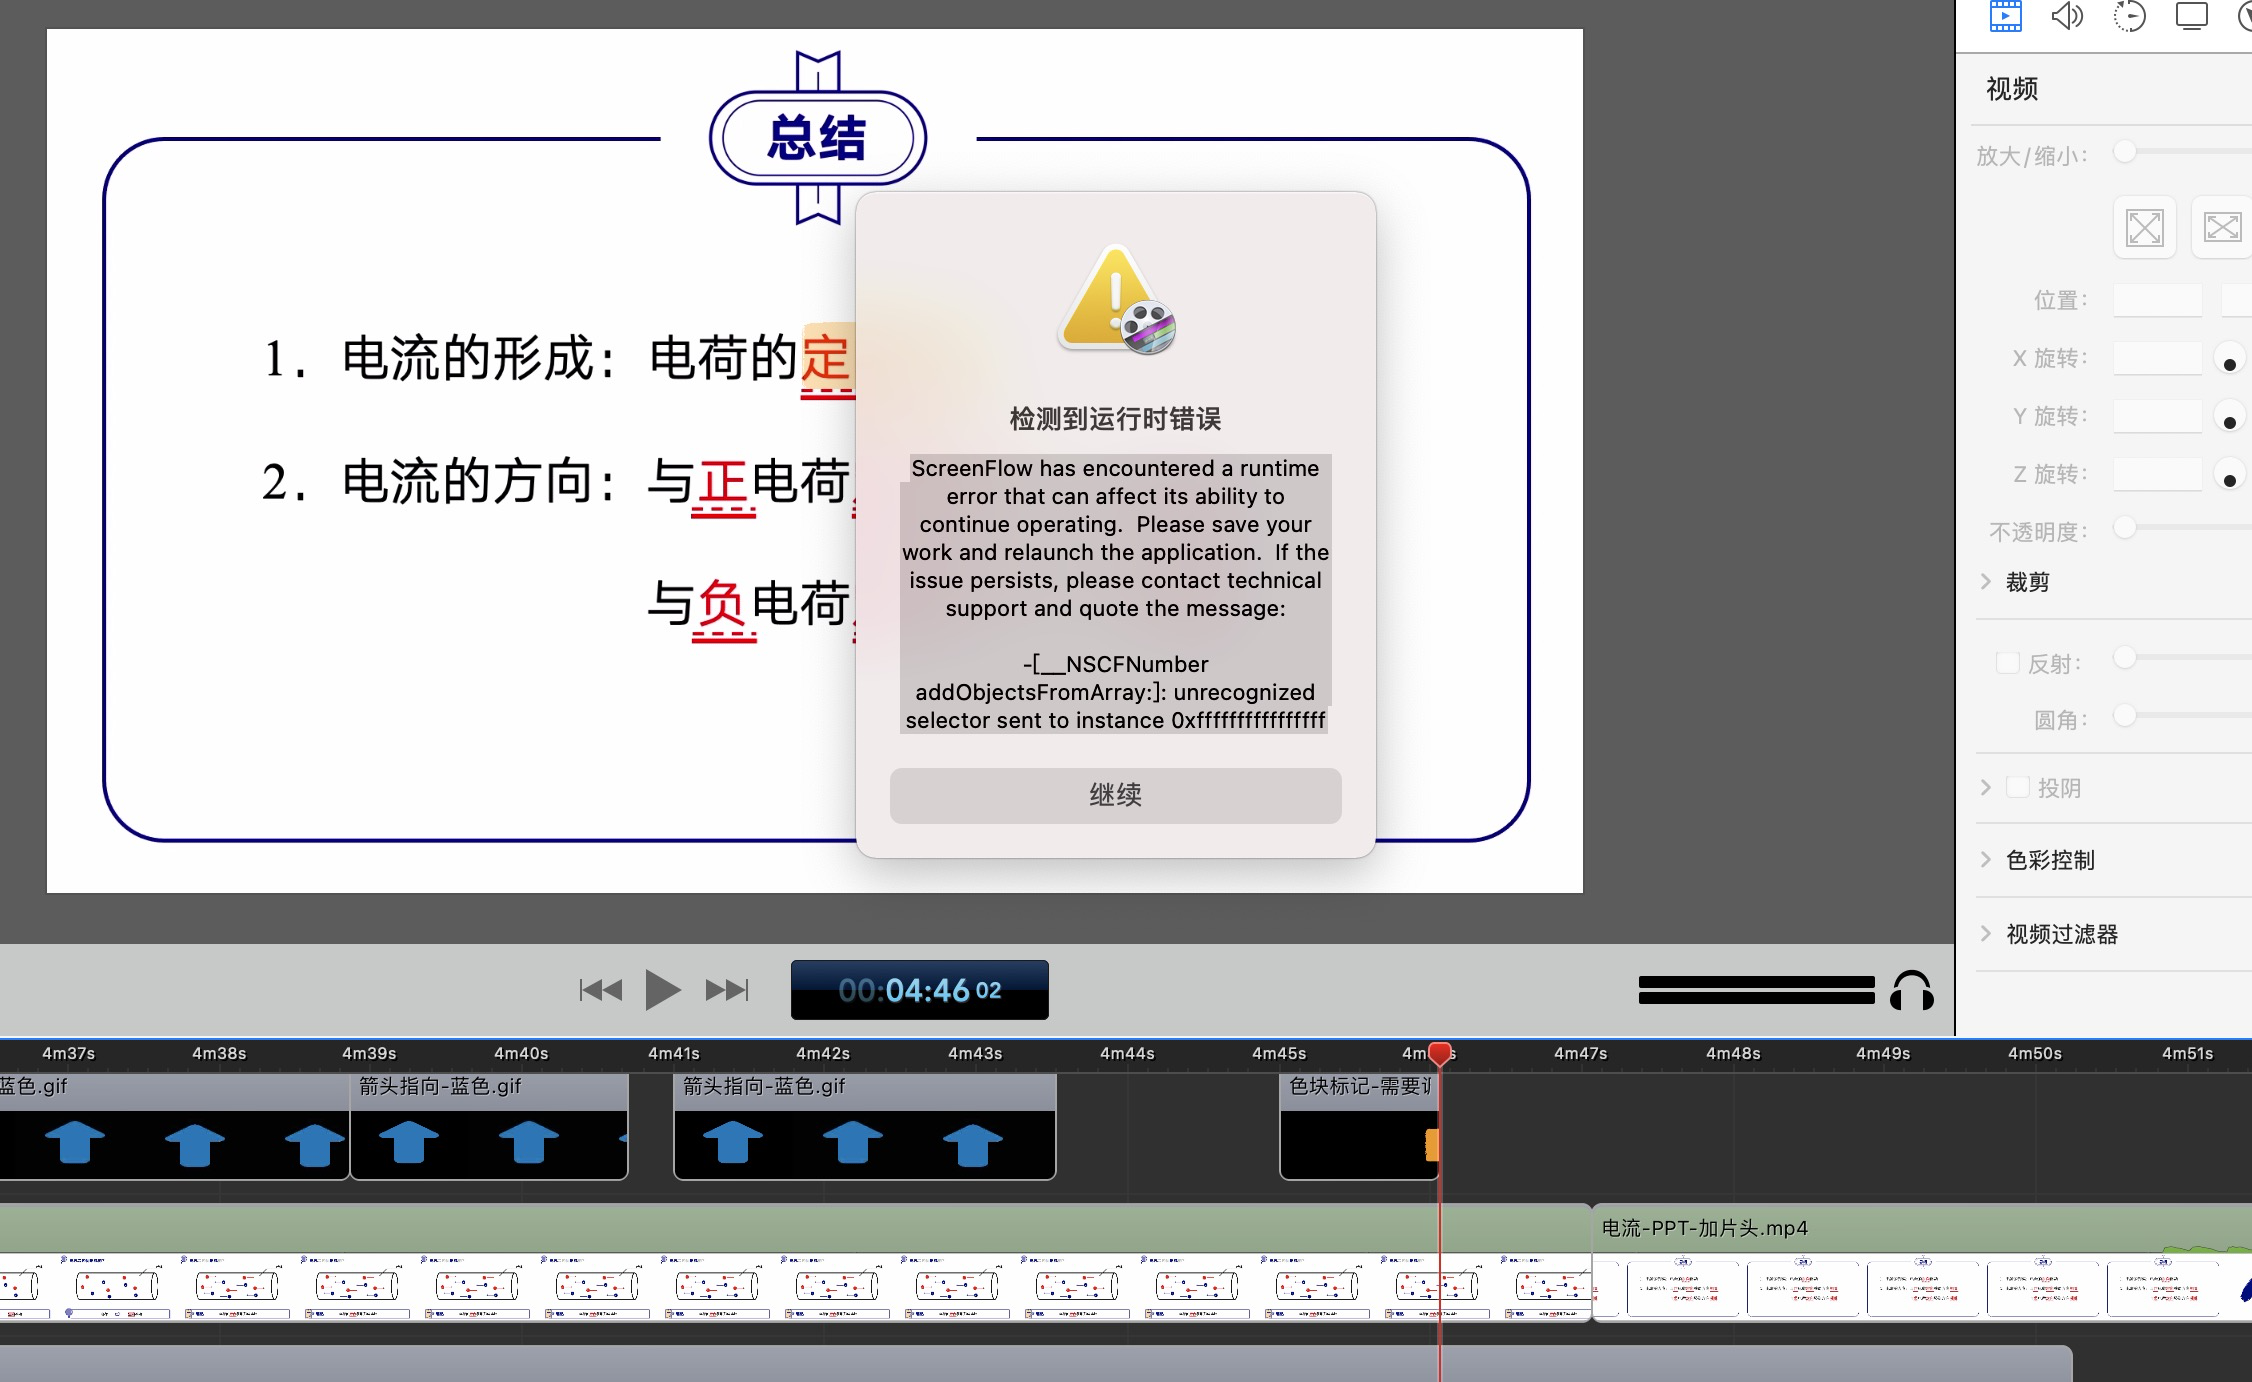 总结
1. 电流的形成：电荷的定
2. 电流的方向：与正电荷
与负电荷
检测到运行时错误
ScreenFlow has encountered a runtime
error that can affect its ability to
continue operating.  Please save your
work and relaunch the application.  If the
issue persists, please contact technical
support and quote the message:
-[__NSCFNumber
addObjectsFromArray:]: unrecognized
selector sent to instance 0xffffffffffffffff
继续
视频
放大/缩小：
位置：
X 旋转：
Y 旋转：
Z 旋转：
不透明度：
裁剪
反射：
圆角：
投阴
色彩控制
视频过滤器
00:04:46 02
4m37s 4m38s 4m39s 4m40s 4m41s 4m42s 4m43s 4m44s 4m45s 4m47s 4m48s 4m49s 4m50s 4m51s
蓝色.gif 箭头指向-蓝色.gif 箭头指向-蓝色.gif 色块标记-需要
电流-PPT-加片头.mp4